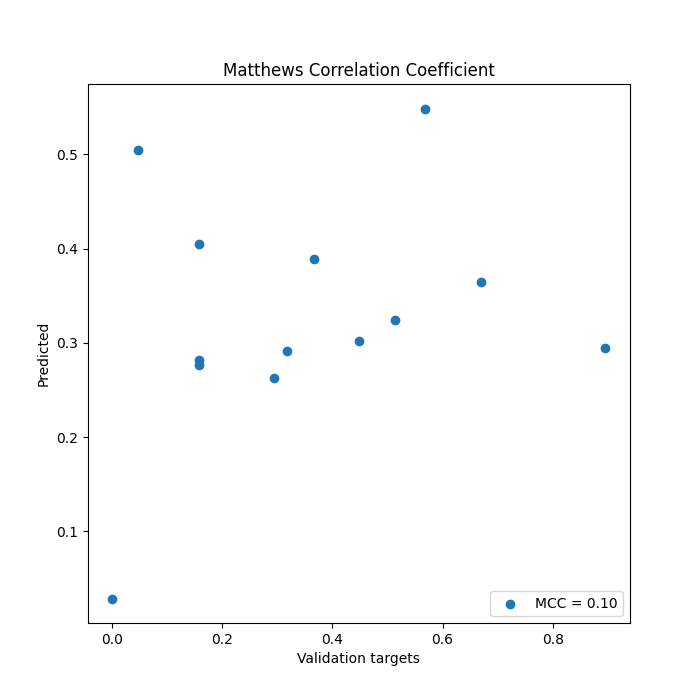 Matthews Correlation Coefficient
0.5
0.4
0.3
0.2
0.1
Predicted
MCC = 0.10
0.0 0.2 0.4 0.6 0.8
Validation targets